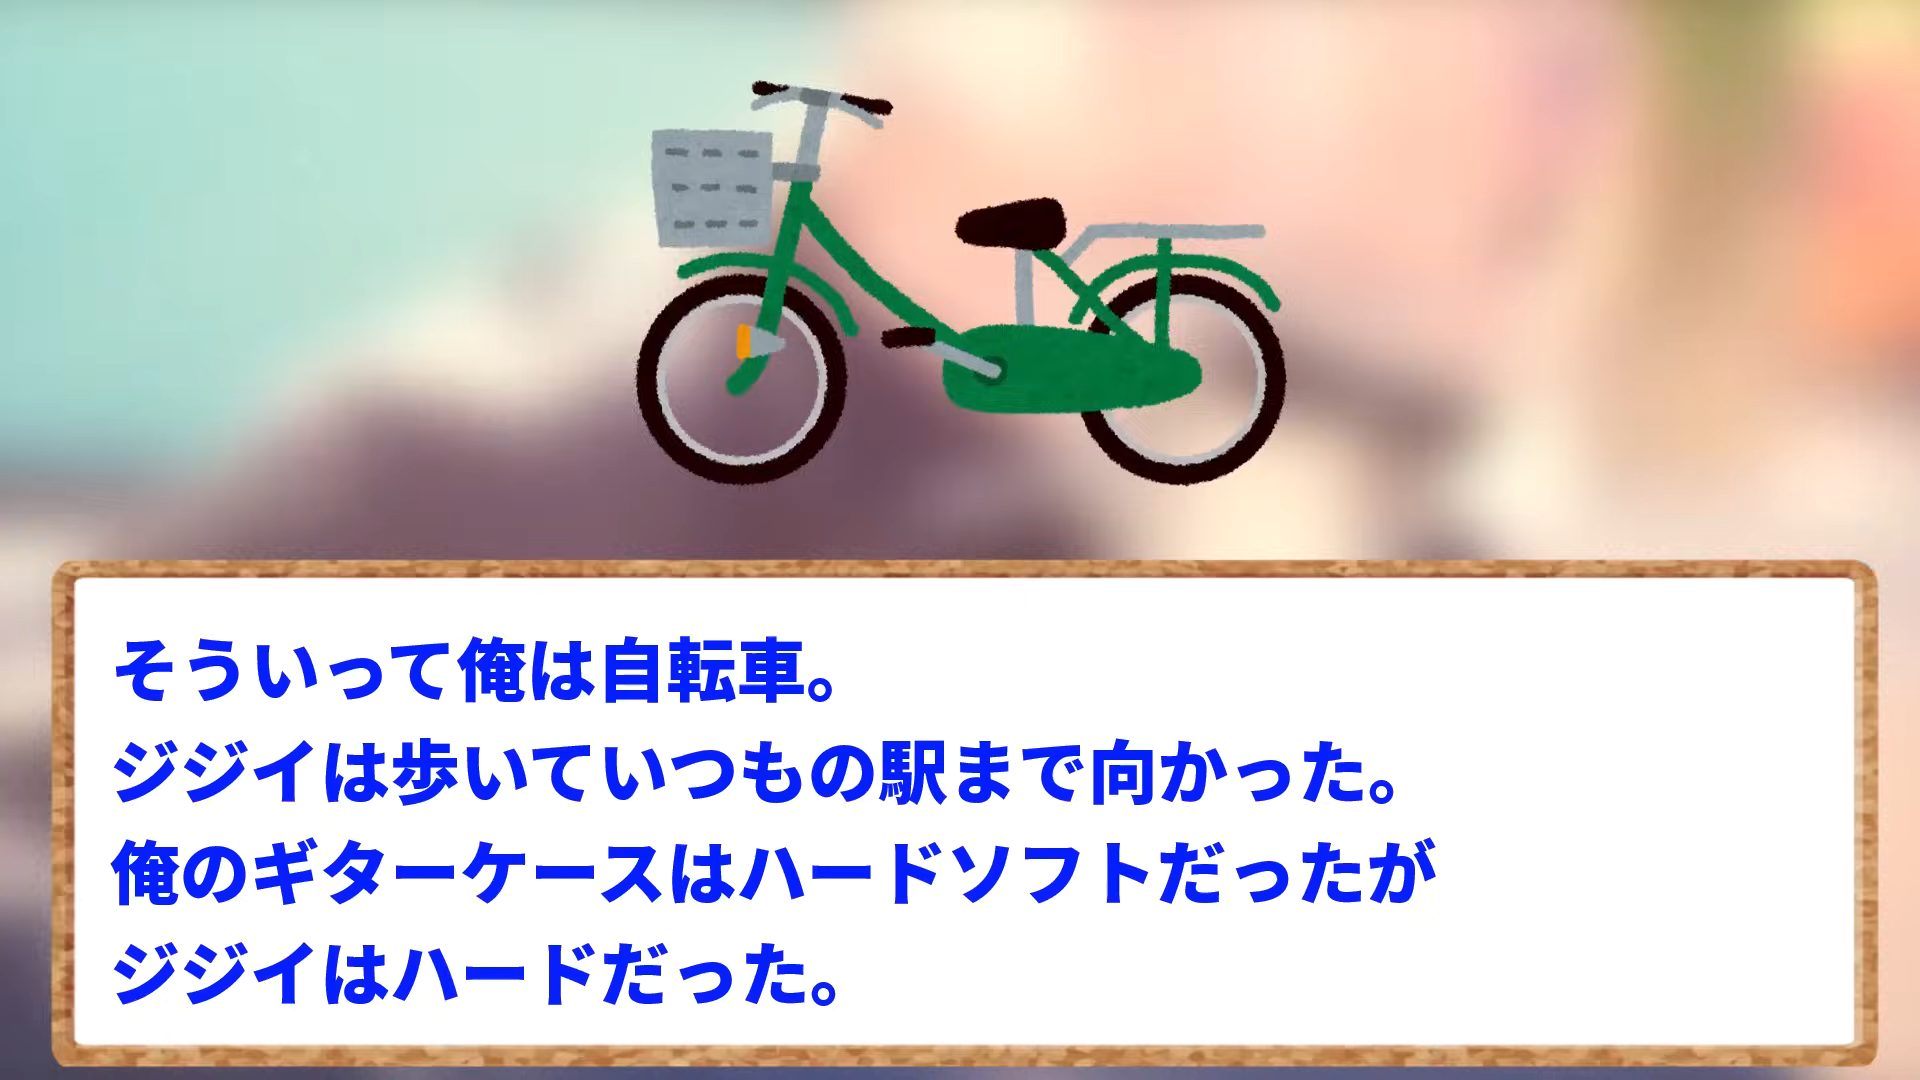 そういって俺は自転車。
ジジイは歩いていつもの駅まで向かった。
俺のギターケースはハードソフトだったが
ジジイはハードだった。